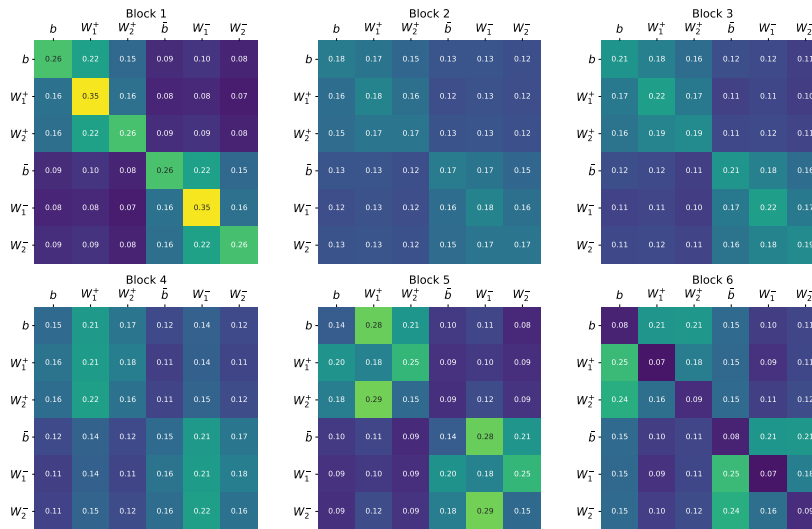 Block 1 Block 2 Block 3
b W₁⁺ W₂⁺ b̄ W₁⁻ W₂⁻ b W₁⁺ W₂⁺ b̄ W₁⁻ W₂⁻ b W₁⁺ W₂⁺ b̄ W₁⁻ W₂⁻
b 0.26 0.22 0.15 0.09 0.10 0.08 b 0.18 0.17 0.15 0.13 0.13 0.12 b 0.21 0.18 0.16 0.12 0.12 0.11
W₁⁺ 0.16 0.35 0.16 0.08 0.08 0.07 W₁⁺ 0.16 0.18 0.16 0.12 0.13 0.12 W₁⁺ 0.17 0.22 0.17 0.11 0.11 0.10
W₂⁺ 0.16 0.22 0.26 0.09 0.09 0.08 W₂⁺ 0.15 0.17 0.17 0.13 0.13 0.12 W₂⁺ 0.16 0.19 0.19 0.11 0.12 0.11
b̄ 0.09 0.10 0.08 0.26 0.22 0.15 b̄ 0.13 0.13 0.12 0.17 0.17 0.15 b̄ 0.12 0.12 0.11 0.21 0.18 0.16
W₁⁻ 0.08 0.08 0.07 0.16 0.35 0.16 W₁⁻ 0.12 0.13 0.12 0.16 0.18 0.16 W₁⁻ 0.11 0.11 0.10 0.17 0.22 0.17
W₂⁻ 0.09 0.09 0.08 0.16 0.22 0.26 W₂⁻ 0.13 0.13 0.12 0.15 0.17 0.17 W₂⁻ 0.11 0.12 0.11 0.16 0.18 0.19
Block 4 Block 5 Block 6
b W₁⁺ W₂⁺ b̄ W₁⁻ W₂⁻ b W₁⁺ W₂⁺ b̄ W₁⁻ W₂⁻ b W₁⁺ W₂⁺ b̄ W₁⁻ W₂⁻
b 0.15 0.21 0.17 0.12 0.14 0.12 b 0.14 0.28 0.21 0.10 0.11 0.08 b 0.08 0.21 0.21 0.15 0.10 0.11
W₁⁺ 0.16 0.21 0.18 0.11 0.14 0.11 W₁⁺ 0.20 0.18 0.25 0.09 0.10 0.09 W₁⁺ 0.25 0.07 0.18 0.15 0.09 0.11
W₂⁺ 0.16 0.22 0.16 0.11 0.15 0.12 W₂⁺ 0.18 0.29 0.15 0.09 0.12 0.09 W₂⁺ 0.24 0.16 0.09 0.15 0.11 0.12
b̄ 0.12 0.14 0.12 0.15 0.21 0.17 b̄ 0.10 0.11 0.09 0.14 0.28 0.21 b̄ 0.15 0.10 0.11 0.08 0.21 0.21
W₁⁻ 0.11 0.14 0.11 0.16 0.21 0.18 W₁⁻ 0.09 0.10 0.09 0.20 0.18 0.25 W₁⁻ 0.15 0.09 0.11 0.25 0.07 0.18
W₂⁻ 0.11 0.15 0.12 0.16 0.22 0.16 W₂⁻ 0.09 0.12 0.09 0.18 0.29 0.15 W₂⁻ 0.15 0.10 0.12 0.24 0.16